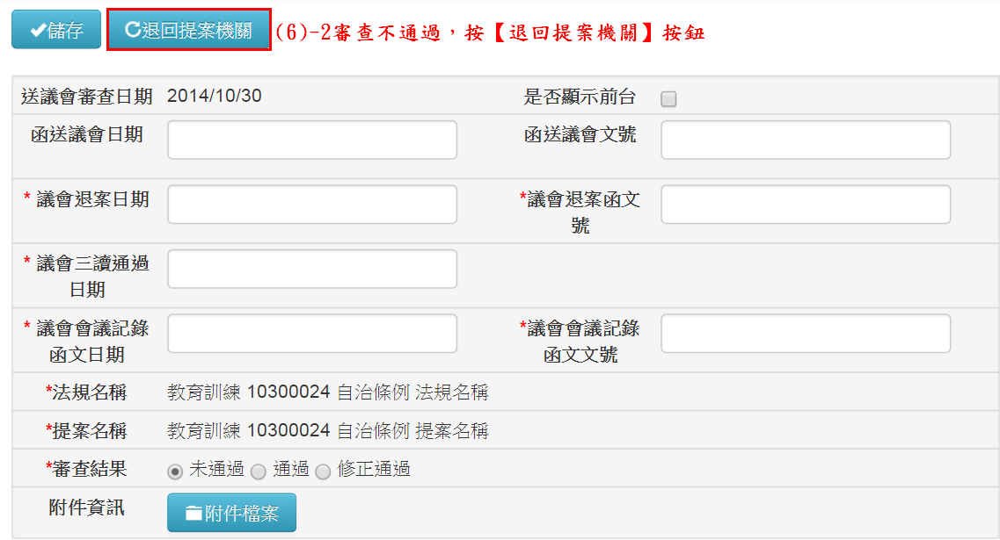 儲存 退回提案機關 (6)-2審查不通過，按【退回提案機關】按鈕
送議會審查日期 2014/10/30 是否顯示前台
函送議會日期 函送議會文號
* 議會退案日期 *議會退案函文
號
* 議會三讀通過
日期
* 議會會議記錄 *議會會議記錄
函文日期 函文文號
*法規名稱 教育訓練 10300024 自治條例 法規名稱
*提案名稱 教育訓練 10300024 自治條例 提案名稱
*審查結果 未通過 通過 修正通過
附件資訊 附件檔案